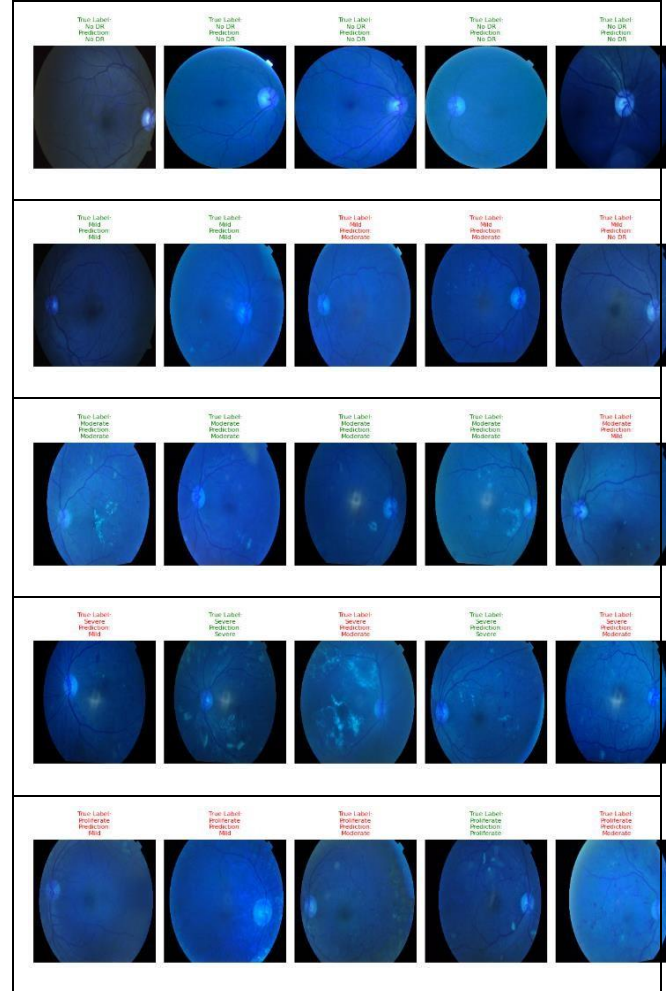 True Label: True Label: True Label: True Label: True Label:
No DR No DR No DR No DR No DR
Prediction: Prediction: Prediction: Prediction: Prediction:
No DR No DR No DR No DR No DR
True Label: True Label: True Label: True Label: True Label:
Mild Mild Mild Mild Mild
Prediction: Prediction: Prediction: Prediction: Prediction:
Mild Mild Moderate Moderate No DR
True Label: True Label: True Label: True Label: True Label:
Moderate Moderate Moderate Moderate Moderate
Prediction: Prediction: Prediction: Prediction: Prediction:
Moderate Moderate Moderate Moderate Mild
True Label: True Label: True Label: True Label: True Label:
Severe Severe Severe Severe Severe
Prediction: Prediction: Prediction: Prediction: Prediction:
Mild Severe Moderate Severe Moderate
True Label: True Label: True Label: True Label: True Label:
Proliferate Proliferate Proliferate Proliferate Proliferate
Prediction: Prediction: Prediction: Prediction: Prediction:
Mild Mild Moderate Proliferate Moderate